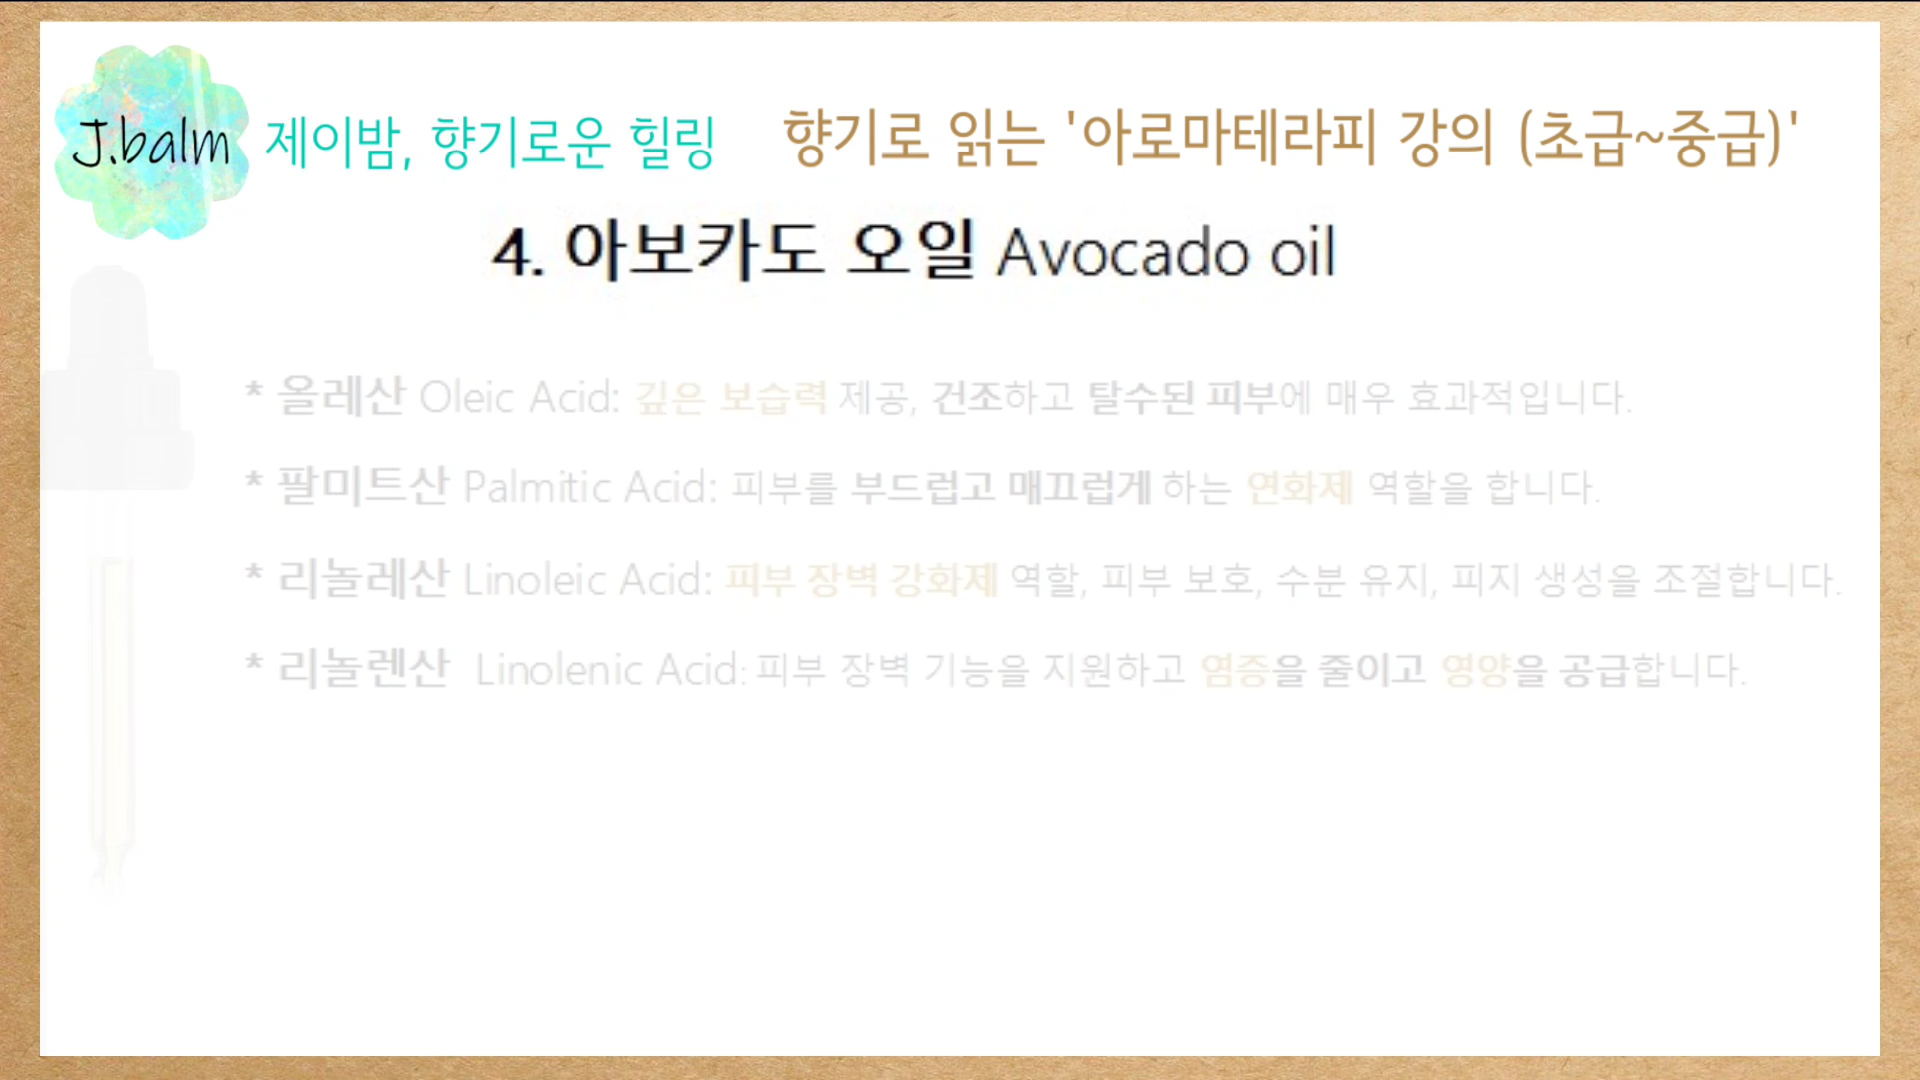 J.balm 제이밤, 향기로운 힐링 향기로 읽는 '아로마테라피 강의 (초급~중급)'
4. 아보카도 오일 Avocado oil
* 올레산 Oleic Acid: 깊은 보습력 제공, 건조하고 탈수된 피부에 매우 효과적입니다.
* 팔미트산 Palmitic Acid: 피부를 부드럽고 매끄럽게 하는 연화제 역할을 합니다.
* 리놀레산 Linoleic Acid: 피부 장벽 강화제 역할, 피부 보호, 수분 유지, 피지 생성을 조절합니다.
* 리놀렌산 Linolenic Acid: 피부 장벽 기능을 지원하고 염증을 줄이고 영양을 공급합니다.